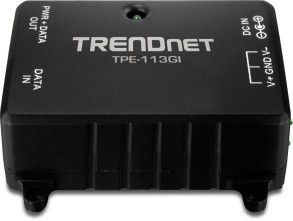 TRENDNET
TPE-113GI
PWR + DATA
OUT
DATA
IN
DC IN
V+ GND V-